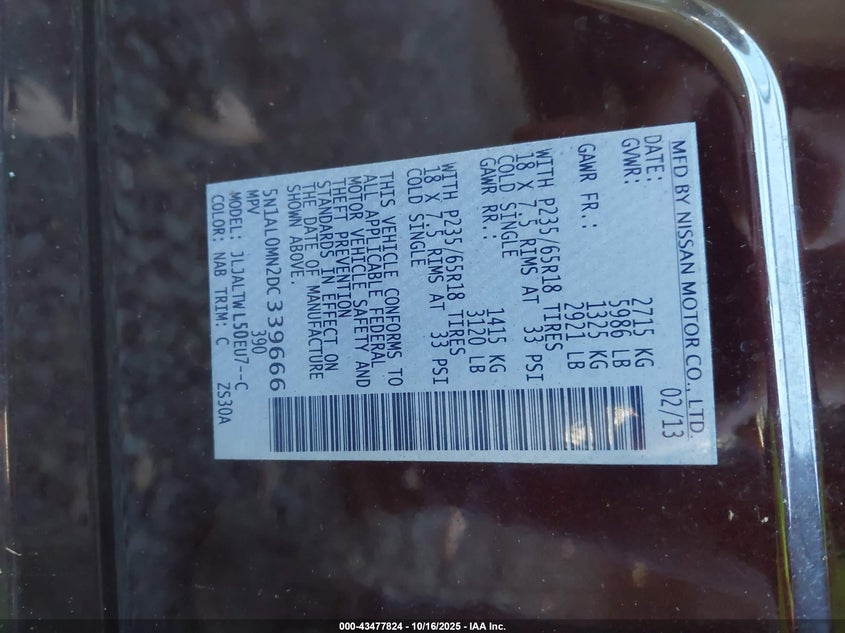 MFD BY NISSAN MOTOR CO., LTD.
DATE: 02/13
GVWR: 2715 KG
5986 LB
GAWR FR.: 1325 KG
2921 LB
WITH P235/65R18 TIRES
18 X 7.5 RIMS AT 33 PSI
COLD SINGLE
GAWR RR.: 1415 KG
3120 LB
WITH P235/65R18 TIRES
18 X 7.5 RIMS AT 33 PSI
COLD SINGLE
THIS VEHICLE CONFORMS TO
ALL APPLICABLE FEDERAL
MOTOR VEHICLE SAFETY AND
THEFT PREVENTION
STANDARDS IN EFFECT ON
THE DATE OF MANUFACTURE
SHOWN ABOVE.
5N1AL0MN2DC339666
MPV 390
MODEL: JLJALTWL50EU7--C
COLOR: NAB TRIM: C ZS30A
000-43477824 - 10/16/2025 - IAA Inc.